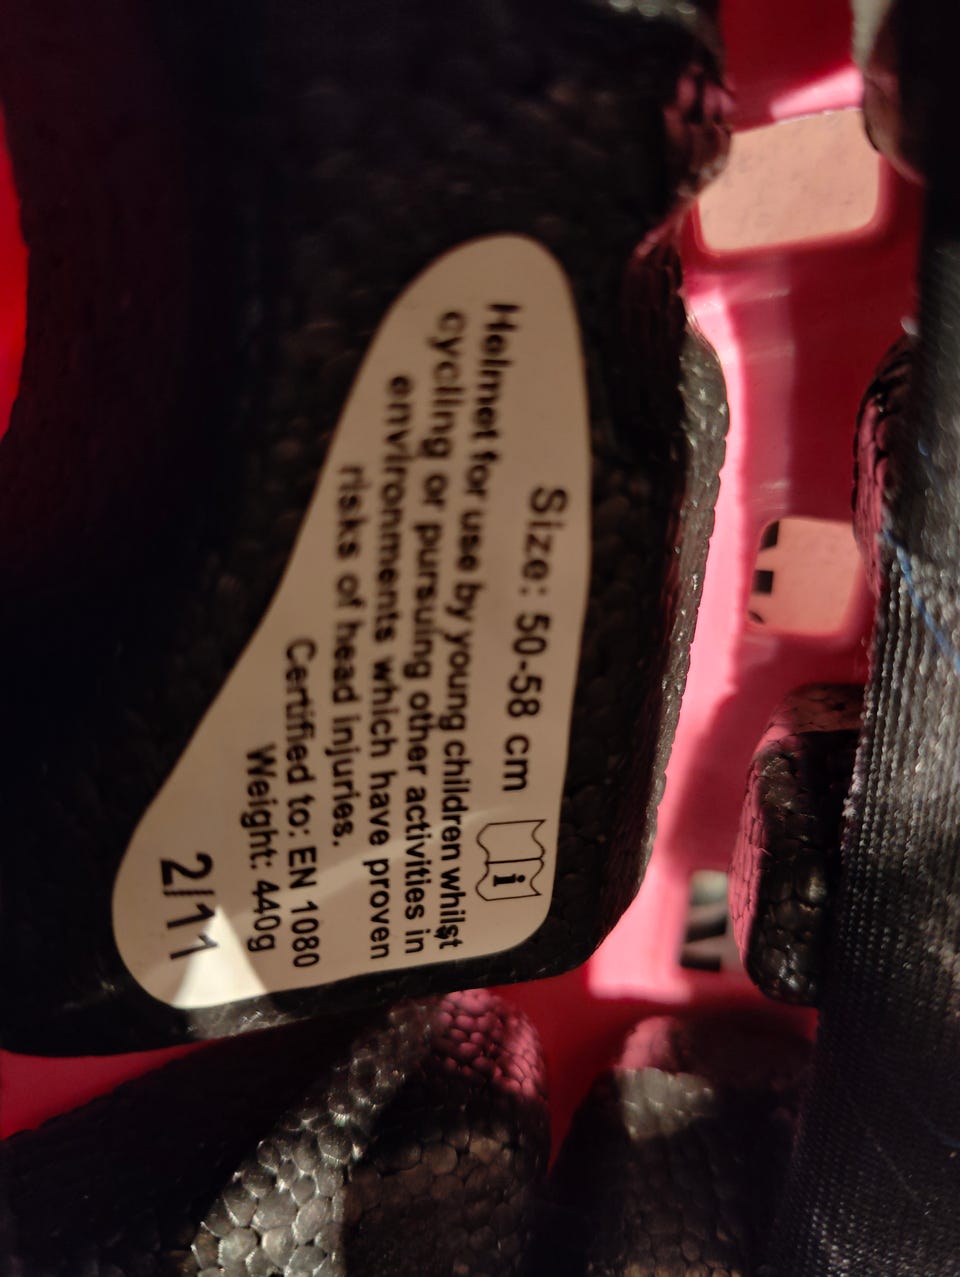 Size: 50-58 cm
i
Helmet for use by young children whilst
cycling or pursuing other activities in
environments which have proven
risks of head injuries.
Certified to: EN 1080
Weight: 440g
2/11